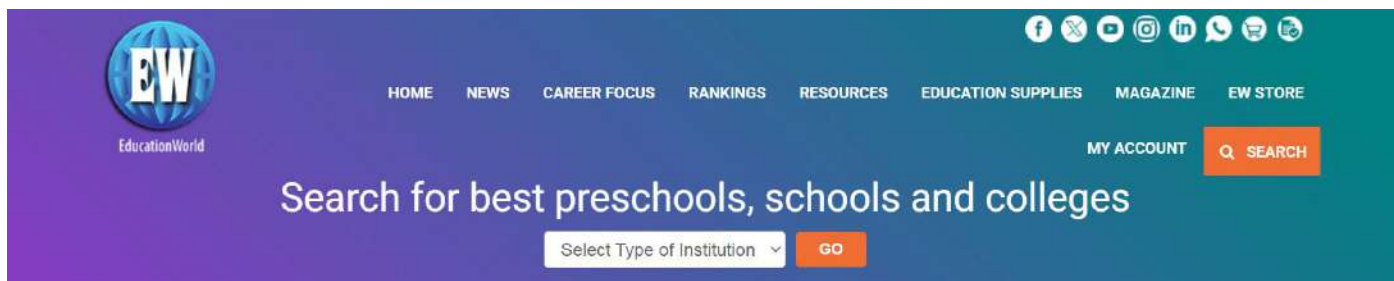 EW
EducationWorld
HOME NEWS CAREER FOCUS RANKINGS RESOURCES EDUCATION SUPPLIES MAGAZINE EW STORE
MY ACCOUNT SEARCH
Search for best preschools, schools and colleges
Select Type of Institution GO